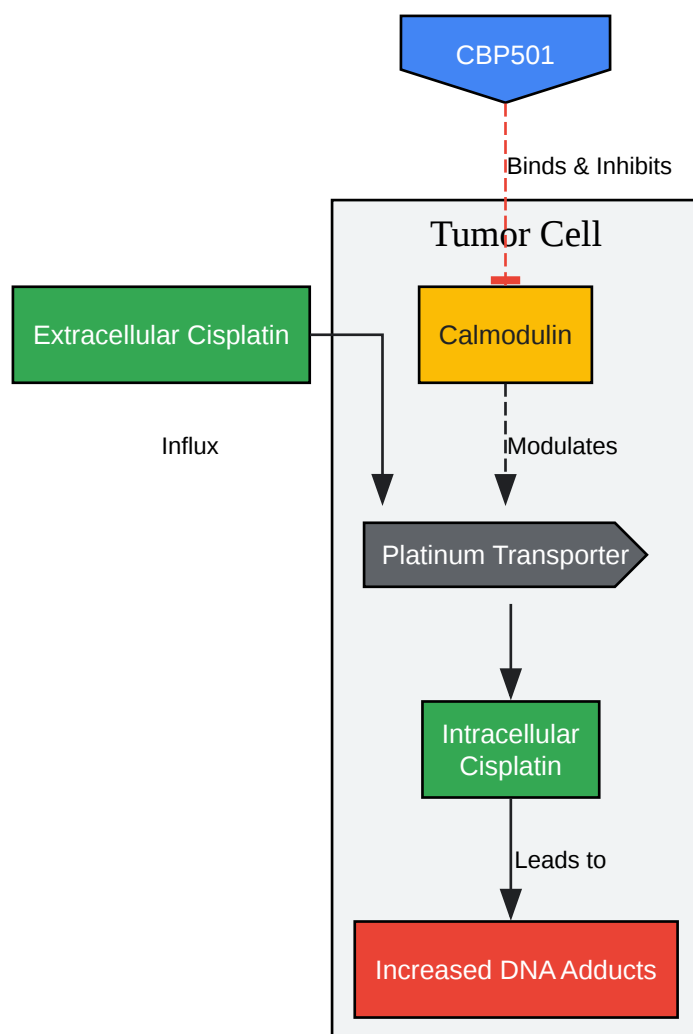 CBP501
Binds & Inhibits
Tumor Cell
Extracellular Cisplatin
Calmodulin
Influx
Modulates
Platinum Transporter
Intracellular
Cisplatin
Leads to
Increased DNA Adducts